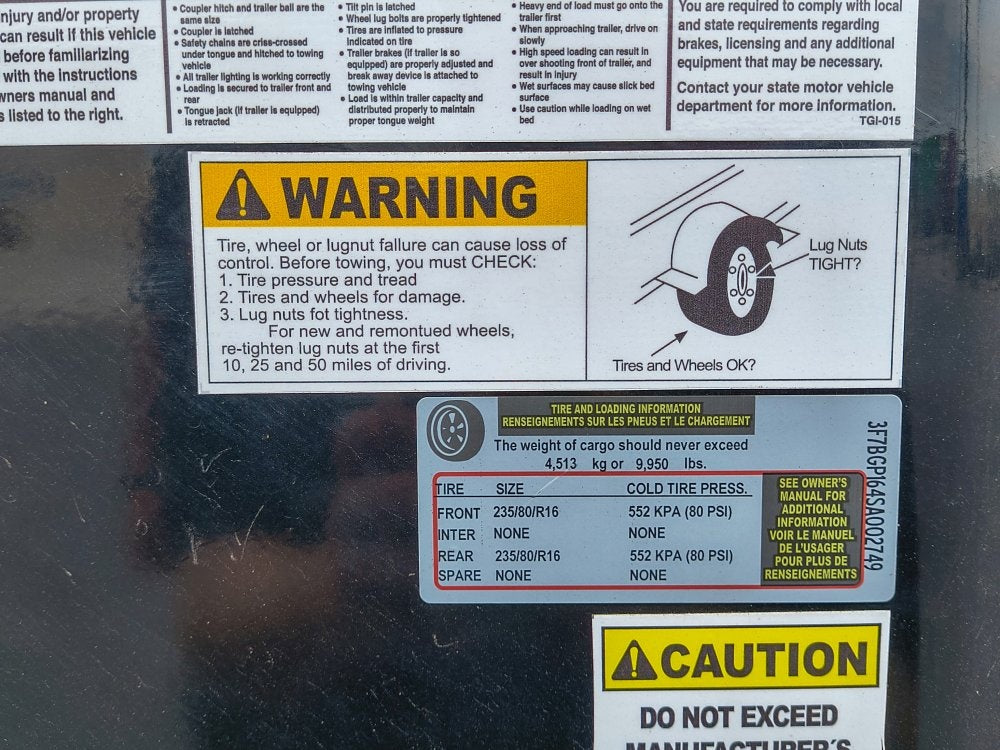 njury and/or property
can result if this vehicle
before familiarizing
with the instructions
wners manual and
s listed to the right.
• Coupler hitch and trailer ball are the
same size
• Coupler is latched
• Safety chains are criss-crossed
under tongue and hitched to towing
vehicle
• All trailer lighting is working correctly
• Loading is secured to trailer front and
rear
• Tongue jack (if trailer is equipped)
is retracted
• Tilt pin is latched
• Wheel lug bolts are properly tightened
• Tires are inflated to pressure
indicated on tire
• Trailer brakes (if trailer is so
equipped) are properly adjusted and
break away device is attached to
towing vehicle
• Load is within trailer capacity and
distributed properly to maintain
proper tongue weight
• Heavy end of load must go onto the
trailer first
• When approaching trailer, drive on
slowly
• High speed loading can result in
over shooting front of trailer, and
result in injury
• Wet surfaces may cause slick bed
surface
• Use caution while loading on wet
bed
You are required to comply with local
and state requirements regarding
brakes, licensing and any additional
equipment that may be necessary.
Contact your state motor vehicle
department for more information.
TGI-015
WARNING
Tire, wheel or lugnut fallure can cause loss of
control. Before towing, you must CHECK:
1. Tire pressure and tread
2. Tires and wheels for damage.
3. Lug nuts fot tightness.
For new and remontued wheels,
re-tighten lug nuts at the first
10, 25 and 50 miles of driving.
Lug Nuts
TIGHT?
Tires and Wheels OK?
TIRE AND LOADING INFORMATION
RENSEIGNEMENTS SUR LES PNEUS ET LE CHARGEMENT
The weight of cargo should never exceed
4,513 kg or 9,950 lbs.
TIRE SIZE COLD TIRE PRESS.
FRONT 235/80/R16 552 KPA (80 PSI)
INTER NONE NONE
REAR 235/80/R16 552 KPA (80 PSI)
SPARE NONE NONE
SEE OWNER'S
MANUAL FOR
ADDITIONAL
INFORMATION
VOIR LE MANUEL
DE L'USAGER
POUR PLUS DE
RENSEIGNEMENTS
3F7BGPI64SA002749
CAUTION
DO NOT EXCEED
MANUFACTURER'S